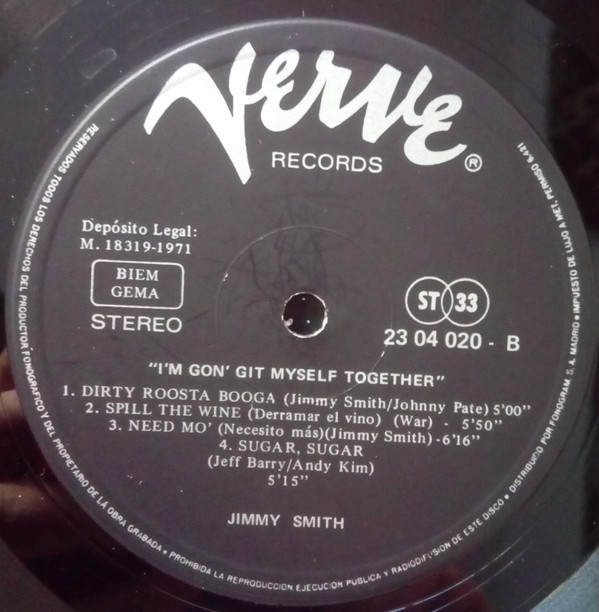 Verve
RECORDS ®
Depósito Legal:
M. 18319-1971
BIEM
GEMA
STEREO
ST 33
23 04 020 - B
"I'M GON' GIT MYSELF TOGETHER"
1. DIRTY ROOSTA BOOGA (Jimmy Smith/Johnny Pate) 5'00"
2. SPILL THE WINE (Derramar el vino) (War) - 5'50"
3. NEED MO' (Necesito más)(Jimmy Smith)-6'16"
4. SUGAR, SUGAR
(Jeff Barry/Andy Kim)
5'15"
JIMMY SMITH
RESERVADOS TODOS LOS DERECHOS DEL PRODUCTOR FONOGRAFICO Y DEL PROPIETARIO DE LA OBRA GRABADA • PROHIBIDA LA REPRODUCCION EJECUCION PUBLICA Y RADIODIFUSION DE ESTE DISCO • DISTRIBUIDO POR FONOGRAM, S. A. MADRID • IMPUESTO DE LUJO A MET. PERMISO 6.421